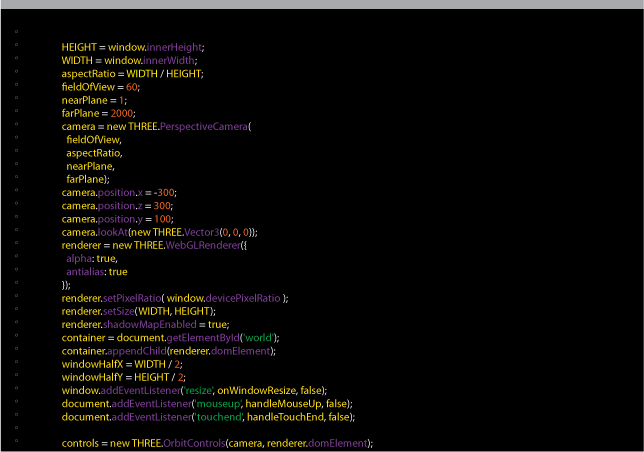 HEIGHT = window.innerHeight;
WIDTH = window.innerWidth;
aspectRatio = WIDTH / HEIGHT;
fieldOfView = 60;
nearPlane = 1;
farPlane = 2000;
camera = new THREE.PerspectiveCamera(
fieldOfView,
aspectRatio,
nearPlane,
farPlane);
camera.position.x = -300;
camera.position.z = 300;
camera.position.y = 100;
camera.lookAt(new THREE.Vector3(0, 0, 0));
renderer = new THREE.WebGLRenderer({
alpha: true,
antialias: true
});
renderer.setPixelRatio( window.devicePixelRatio );
renderer.setSize(WIDTH, HEIGHT);
renderer.shadowMapEnabled = true;
container = document.getElementById('world');
container.appendChild(renderer.domElement);
windowHalfX = WIDTH / 2;
windowHalfY = HEIGHT / 2;
window.addEventListener('resize', onWindowResize, false);
document.addEventListener('mouseup', handleMouseUp, false);
document.addEventListener('touchend', handleTouchEnd, false);
controls = new THREE.OrbitControls(camera, renderer.domElement);